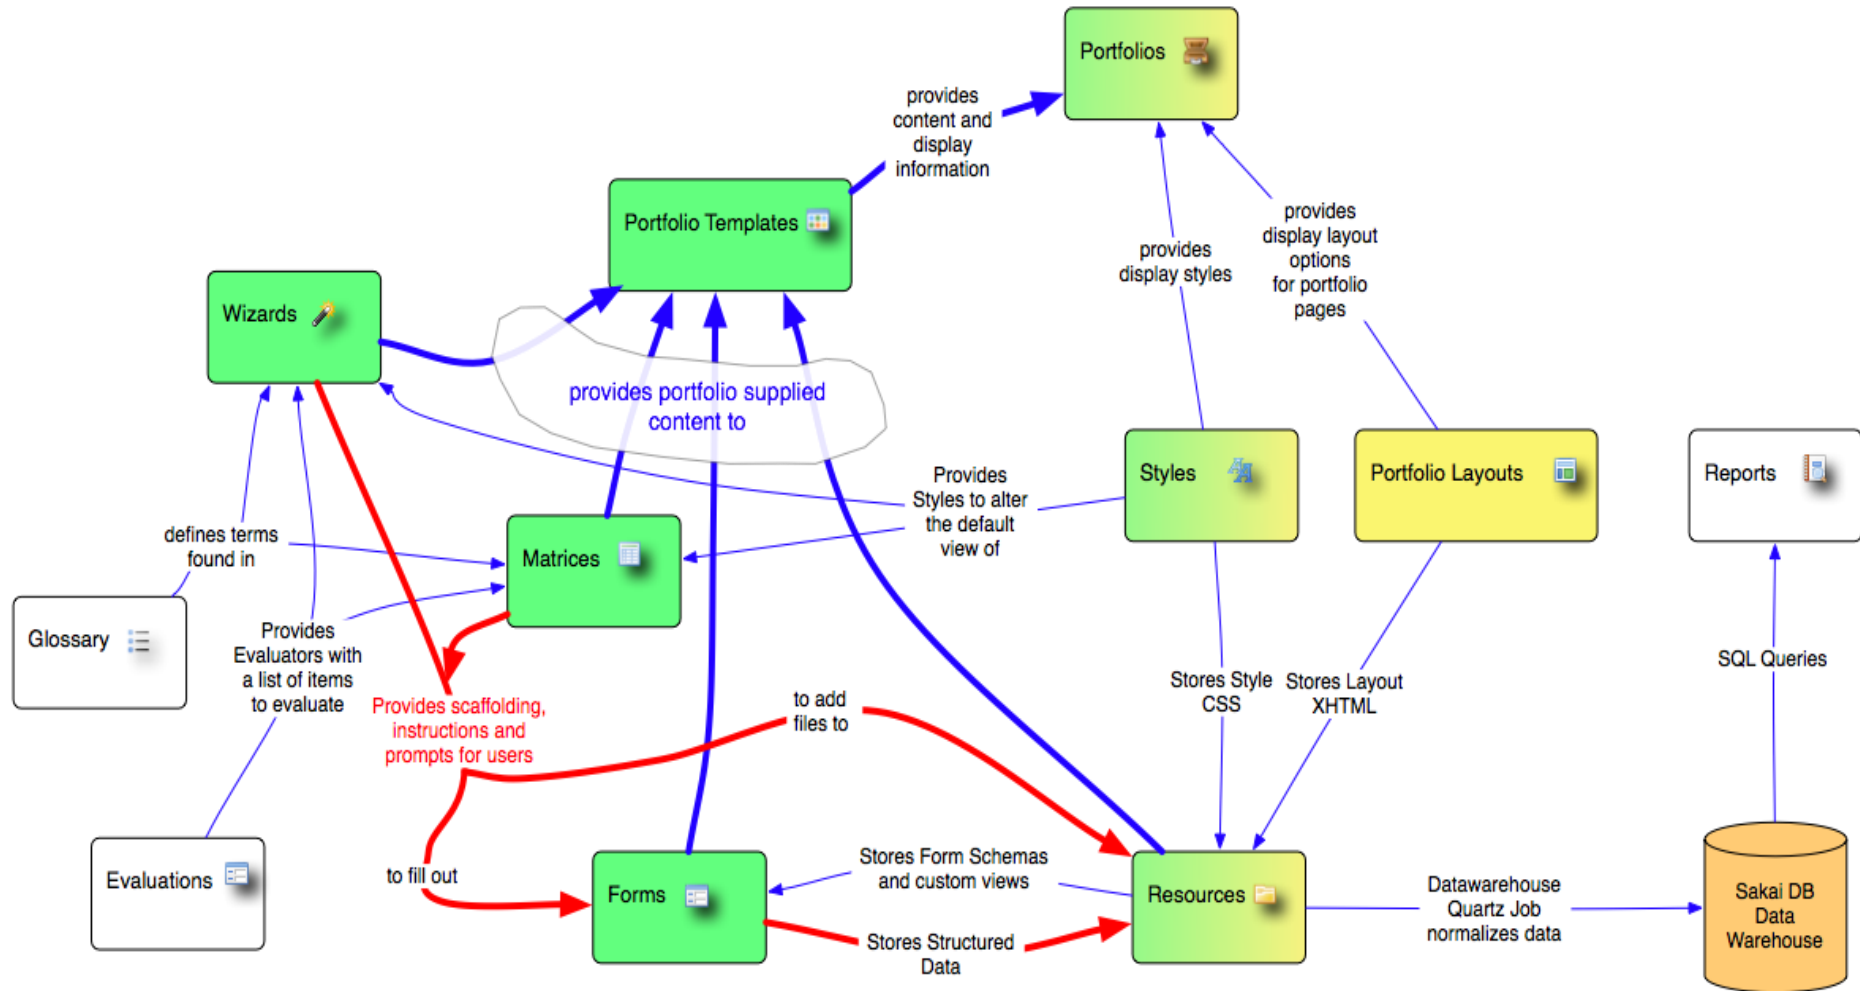 Portfolios
provides
content and
display
information
Portfolio Templates
provides
display layout
options
for portfolio
pages
provides
display styles
Wizards
provides portfolio supplied
content to
Styles
Portfolio Layouts
Reports
Provides
Styles to alter
the default
view of
defines terms
found in
Matrices
Glossary
Provides
Evaluators with
a list of items
to evaluate
SQL Queries
Stores Style
CSS
Stores Layout
XHTML
Provides scaffolding,
instructions and
prompts for users
to add
files to
Evaluations
to fill out
Forms
Stores Form Schemas
and custom views
Resources
Datawarehouse
Quartz Job
normalizes data
Sakai DB
Data
Warehouse
Stores Structured
Data